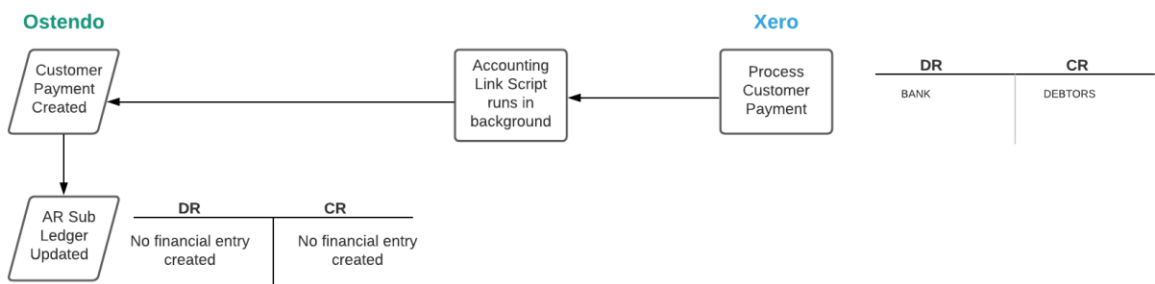 Ostendo
Xero
Customer
Payment
Created
Accounting
Link Script
runs in
background
Process
Customer
Payment
DR
CR
BANK
DEBTORS
AR Sub
Ledger
Updated
DR
CR
No financial entry
created
No financial entry
created